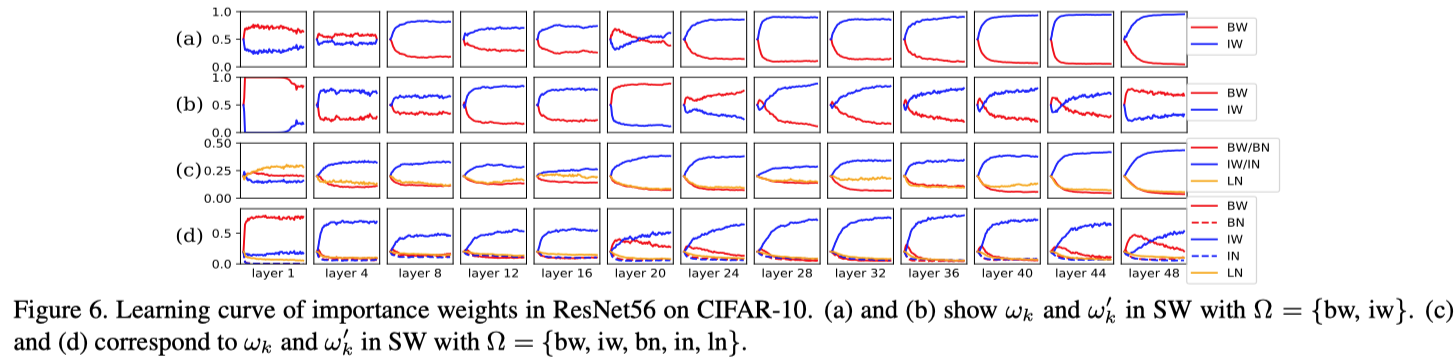 (a)
1.0
0.5
0.0
BW
IW
(b)
1.0
0.5
0.0
BW
IW
(c)
0.50
0.25
0.00
BW/BN
IW/IN
LN
(d)
0.5
0.0
BW
BN
IW
IN
LN
layer 1 layer 4 layer 8 layer 12 layer 16 layer 20 layer 24 layer 28 layer 32 layer 36 layer 40 layer 44 layer 48
Figure 6. Learning curve of importance weights in ResNet56 on CIFAR-10. (a) and (b) show ωₖ and ω′ₖ in SW with Ω = {bw, iw}. (c)
and (d) correspond to ωₖ and ω′ₖ in SW with Ω = {bw, iw, bn, in, ln}.